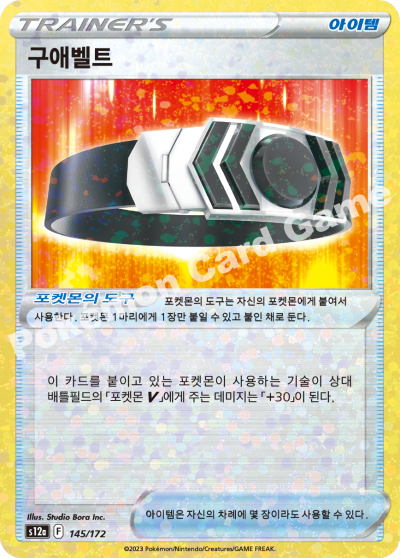 TRAINER'S 아이템
구애벨트
포켓몬의 도구 포켓몬의 도구는 자신의 포켓몬에게 붙여서
사용한다. 포켓몬 1마리에게 1장만 붙일 수 있고 붙인 채로 둔다.
이 카드를 붙이고 있는 포켓몬이 사용하는 기술이 상대
배틀필드의 「포켓몬 V」에게 주는 데미지는 「+30」이 된다.
Illus. Studio Bora Inc.
아이템은 자신의 차례에 몇 장이라도 사용할 수 있다.
s12a F 145/172
©2023 Pokémon/Nintendo/Creatures/GAME FREAK.
Pokémon Card Game